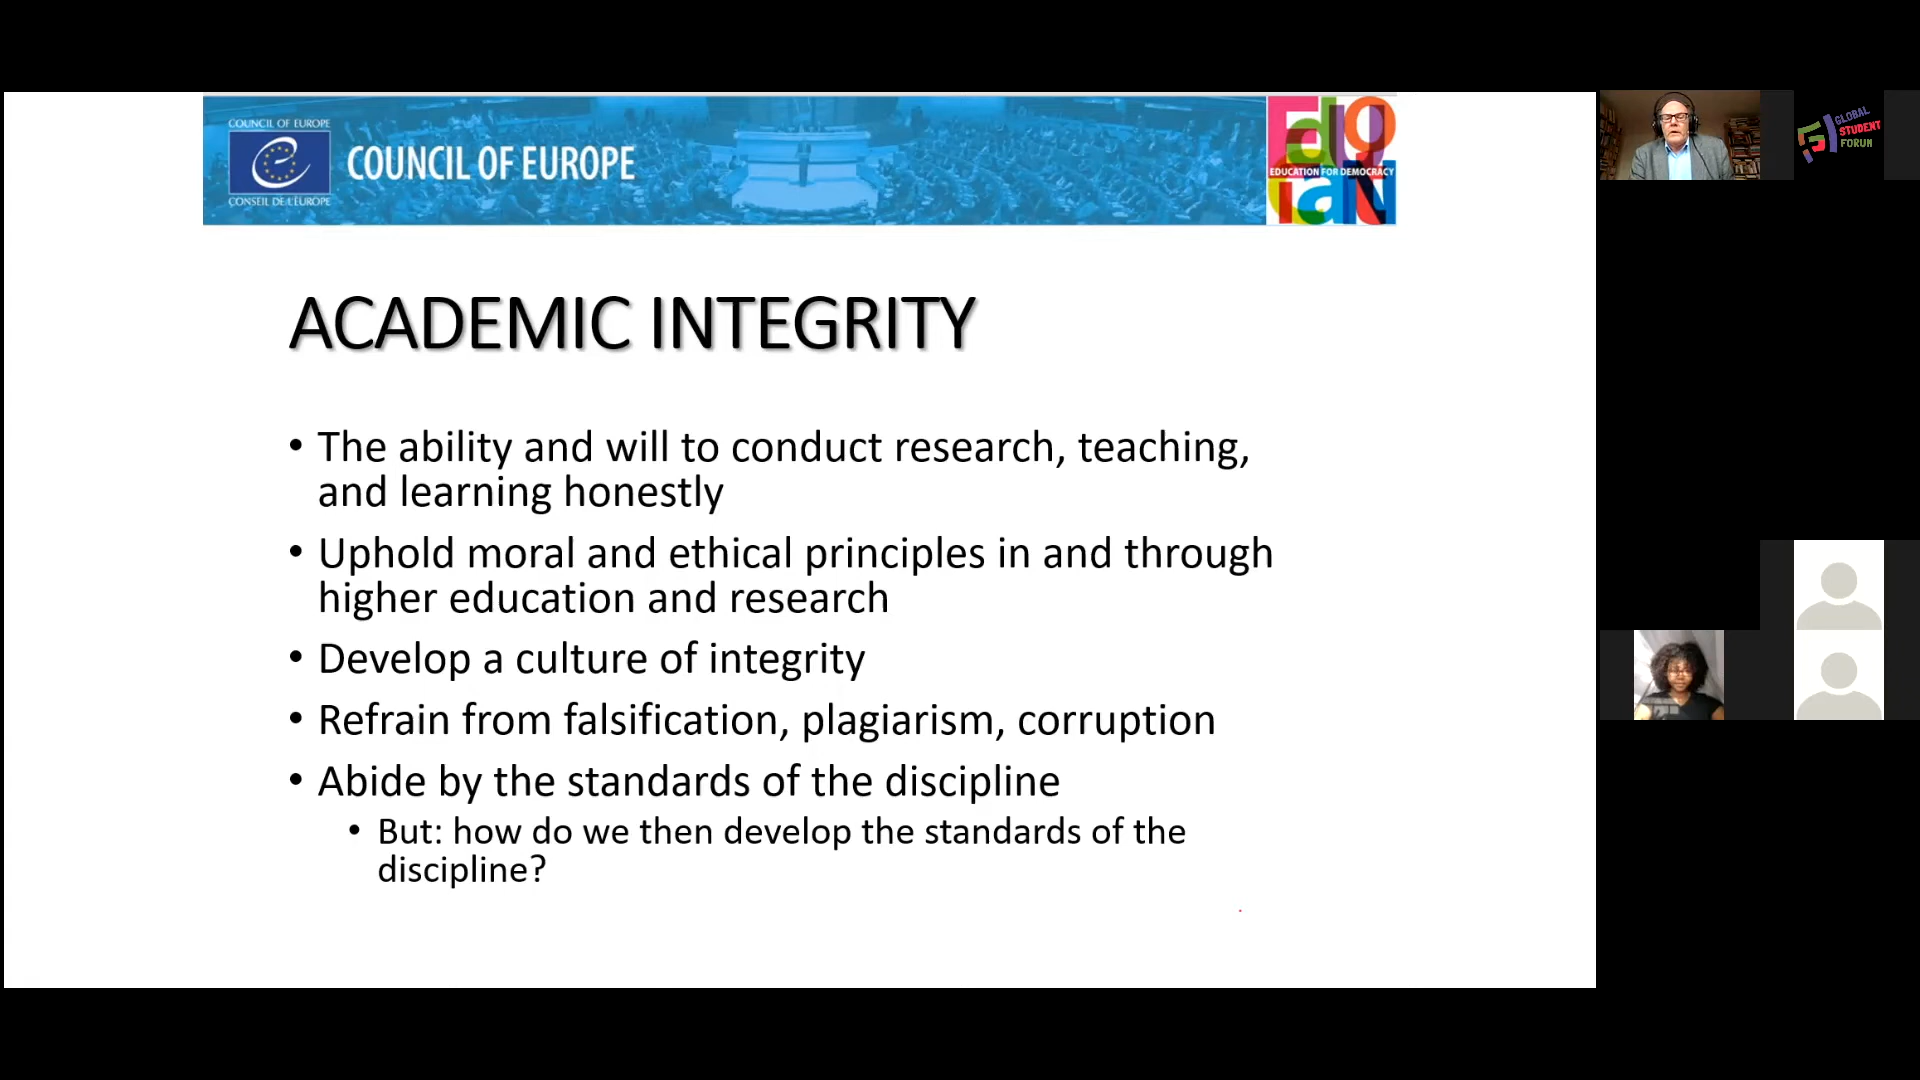 COUNCIL OF EUROPE
COUNCIL OF EUROPE
CONSEIL DE L'EUROPE
EDUCATION FOR DEMOCRACY
GLOBAL
STUDENT
FORUM
ACADEMIC INTEGRITY
• The ability and will to conduct research, teaching,
and learning honestly
• Uphold moral and ethical principles in and through
higher education and research
• Develop a culture of integrity
• Refrain from falsification, plagiarism, corruption
• Abide by the standards of the discipline
• But: how do we then develop the standards of the
discipline?